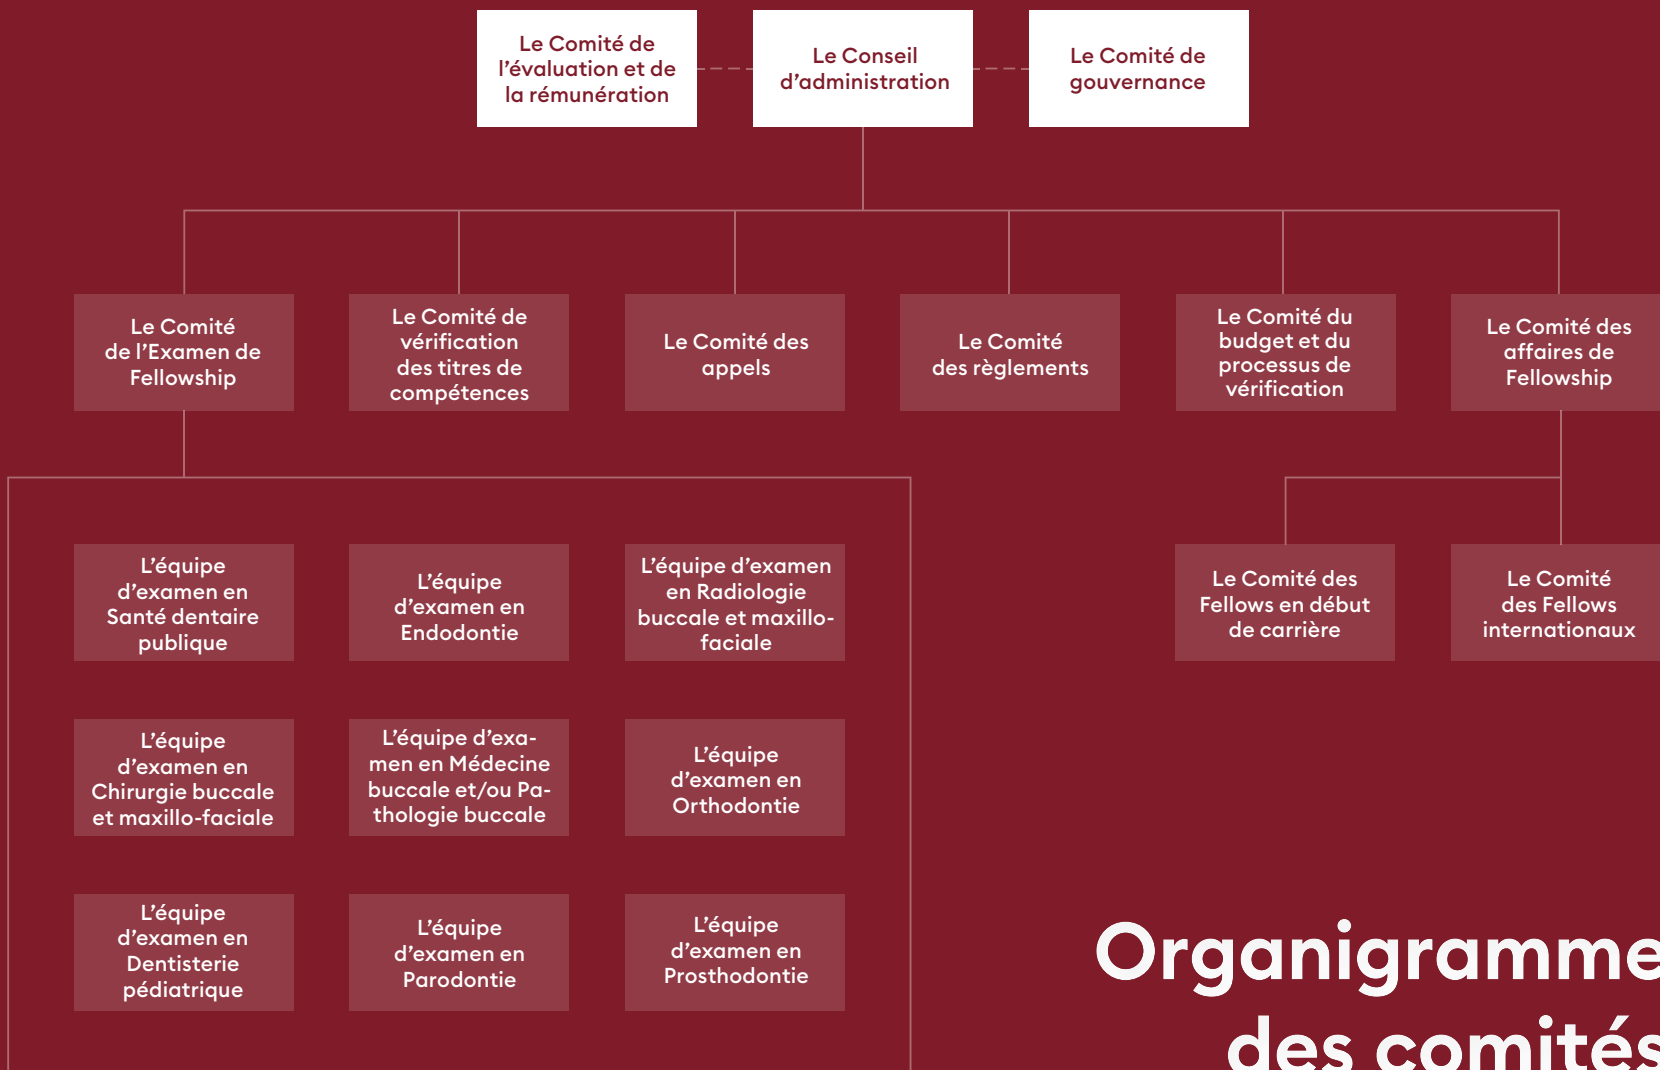 Le Comité de
l’évaluation et de
la rémunération
Le Conseil
d’administration
Le Comité de
gouvernance
Le Comité
de l’Examen de
Fellowship
Le Comité de
vérification
des titres de
compétences
Le Comité des
appels
Le Comité
des règlements
Le Comité du
budget et du
processus de
vérification
Le Comité des
affaires de
Fellowship
L’équipe
d’examen en
Santé dentaire
publique
L’équipe
d’examen en
Endodontie
L’équipe d’examen
en Radiologie
buccale et maxillo-
faciale
Le Comité des
Fellows en début
de carrière
Le Comité
des Fellows
internationaux
L’équipe
d’examen en
Chirurgie buccale
et maxillo-faciale
L’équipe d’exa-
men en Médecine
buccale et/ou Pa-
thologie buccale
L’équipe
d’examen en
Orthodontie
L’équipe
d’examen en
Dentisterie
pédiatrique
L’équipe
d’examen en
Parodontie
L’équipe
d’examen en
Prosthodontie
Organigramme
des comités